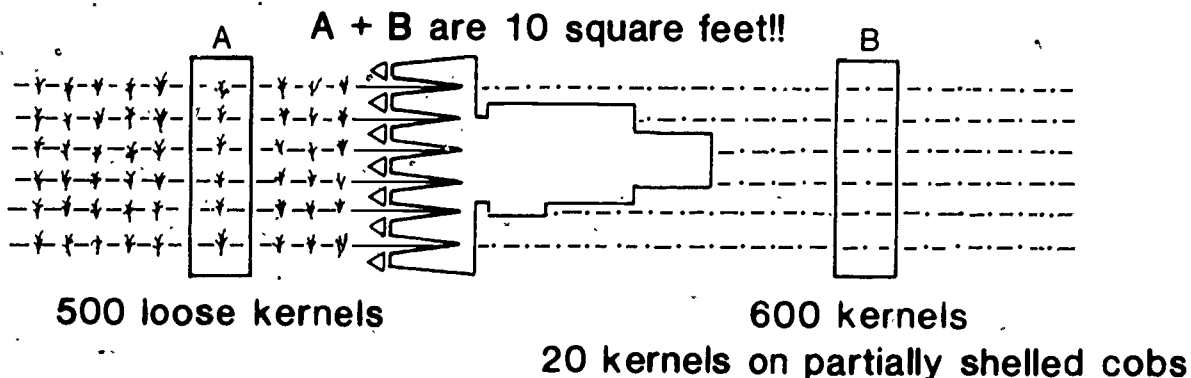 A + B are 10 square feet!!
A
B
500 loose kernels
600 kernels
20 kernels on partially shelled cobs